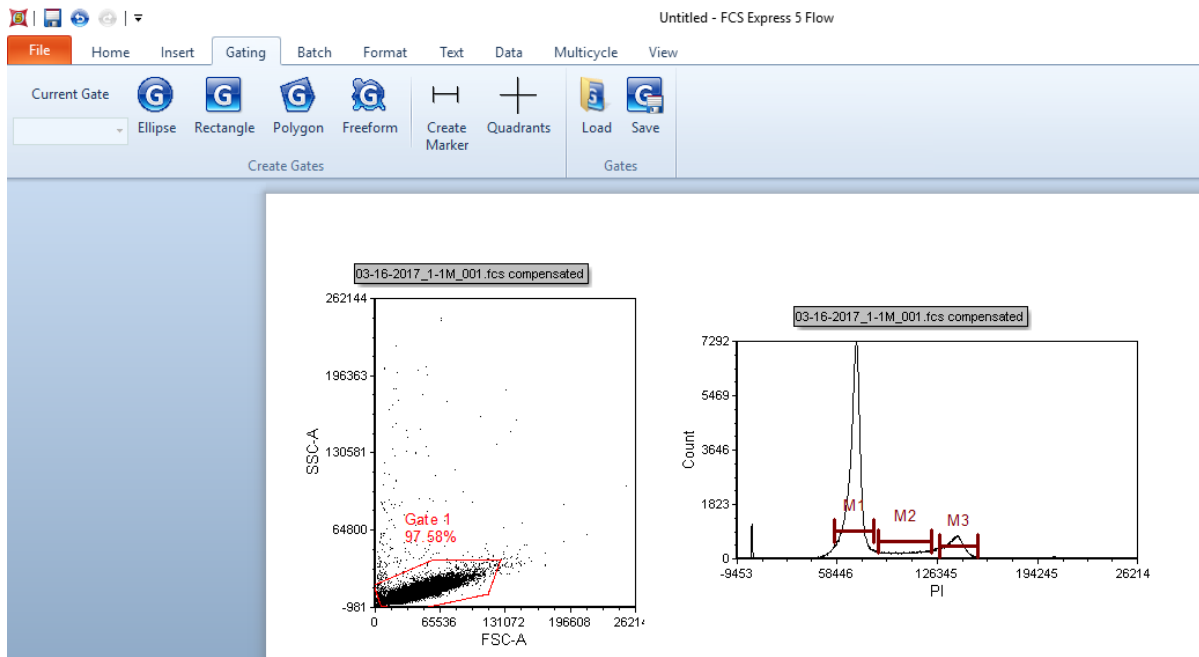 Untitled - FCS Express 5 Flow
File Home Insert Gating Batch Format Text Data Multicycle View
Current Gate
Ellipse Rectangle Polygon Freeform Create Marker Quadrants Load Save
Create Gates Gates
03-16-2017_1-1M_001.fcs compensated
262144
196363
130581
64800
-981
SSC-A
Gate 1
97.58%
0 65536 131072 196608 26214
FSC-A
03-16-2017_1-1M_001.fcs compensated
7292
5469
3646
1823
0
Count
M1 M2 M3
-9453 58446 126345 194245 26214
PI